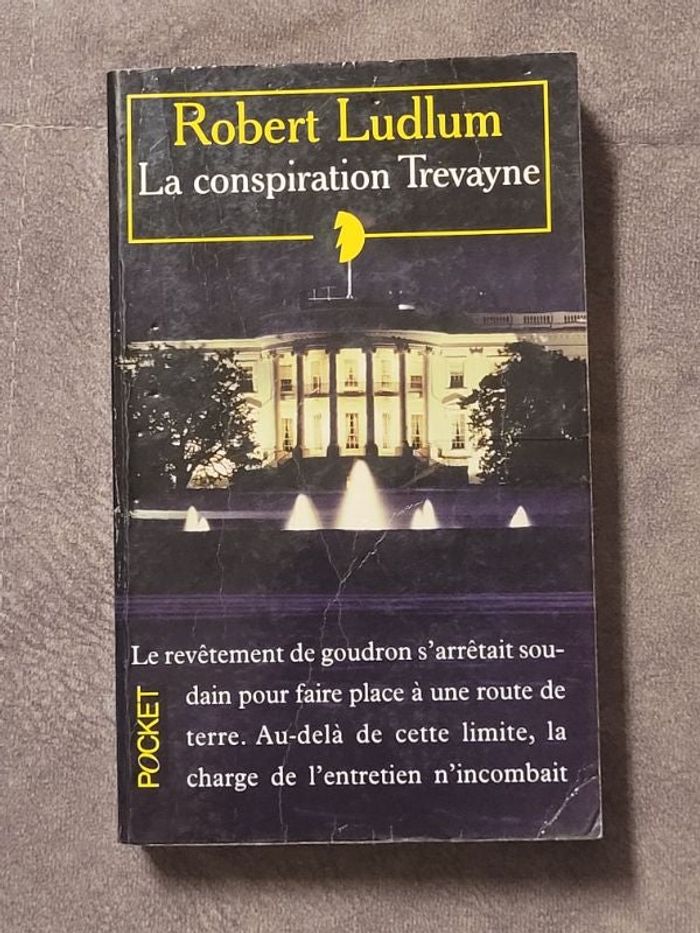 Robert Ludlum
La conspiration Trevayne
Le revêtement de goudron s'arrêtait sou-
dain pour faire place à une route de
terre. Au-delà de cette limite, la
charge de l'entretien n'incombait
POCKET